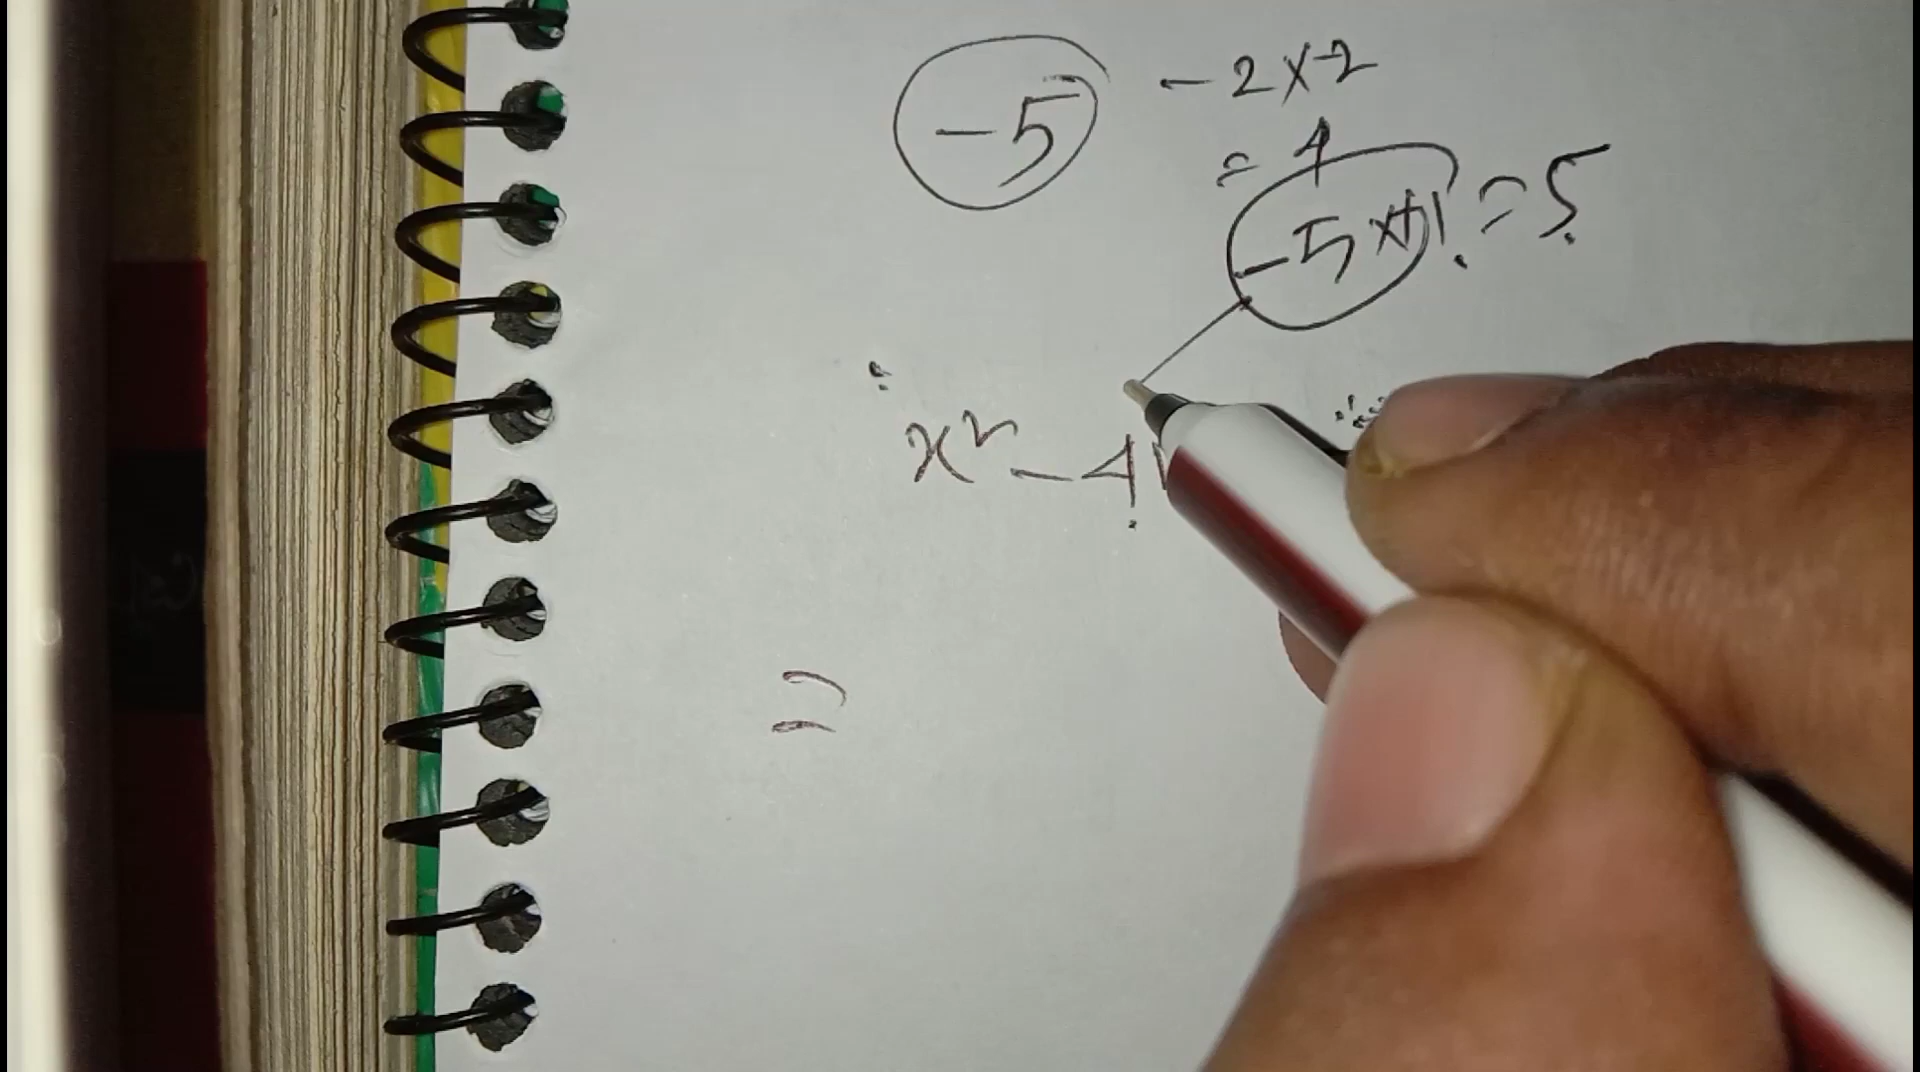 -5 -2×-2
= 4
-5×+1 = 5
x² - 4
=